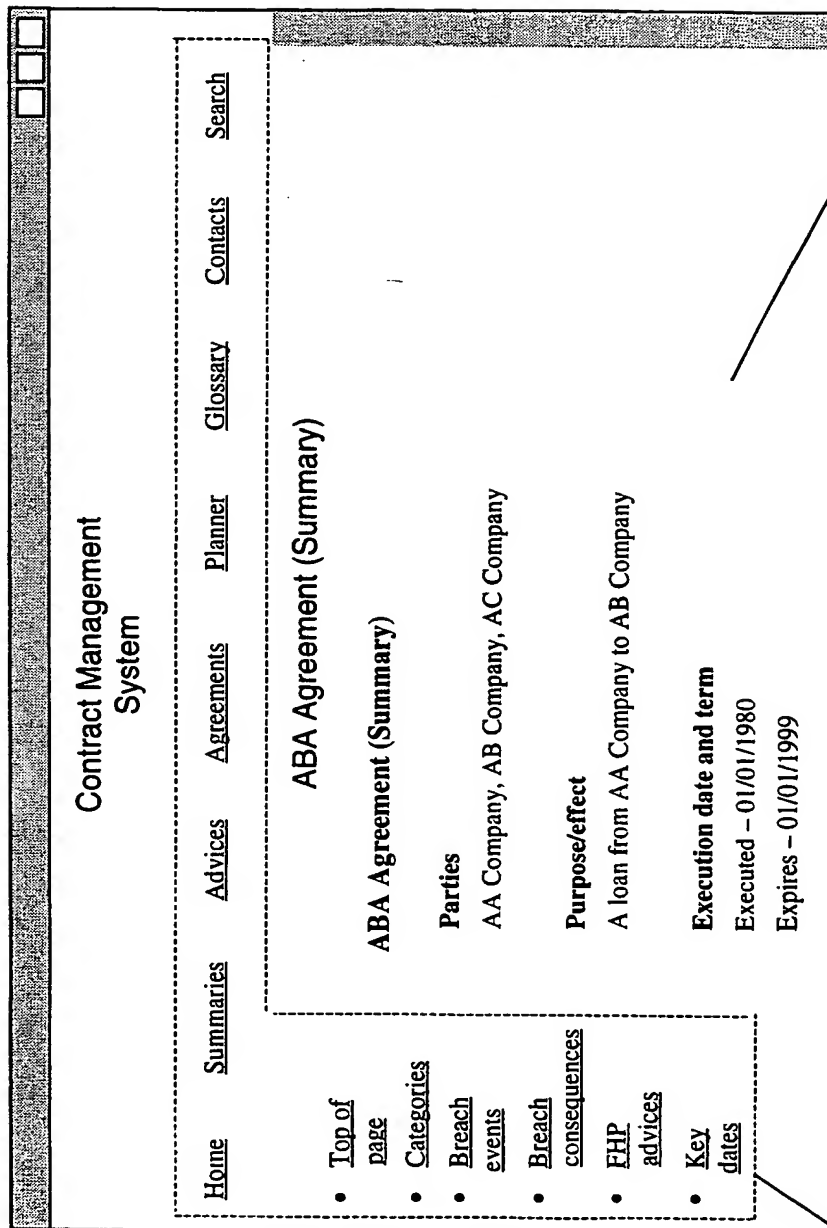 Contract Management
System
Home Summaries Advices Agreements Planner Glossary Contacts Search
• Top of
page
• Categories
• Breach
events
• Breach
consequences
• FHP
advices
• Key
dates
ABA Agreement (Summary)
ABA Agreement (Summary)
Parties
AA Company, AB Company, AC Company
Purpose/effect
A loan from AA Company to AB Company
Execution date and term
Executed – 01/01/1980
Expires – 01/01/1999